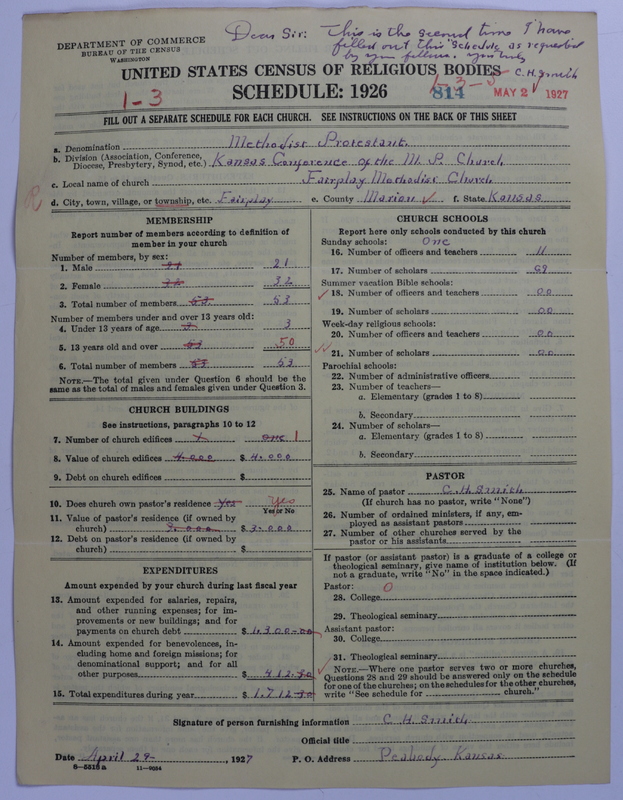 DEPARTMENT OF COMMERCE
BUREAU OF THE CENSUS
WASHINGTON
Dear Sir: This is the second time I have
filled out this schedule as requested
by your fellows. Yours truly
C. H. Smith
UNITED STATES CENSUS OF RELIGIOUS BODIES
SCHEDULE: 1926
1-3
814
MAY 2 1927
FILL OUT A SEPARATE SCHEDULE FOR EACH CHURCH. SEE INSTRUCTIONS ON THE BACK OF THIS SHEET
a. Denomination Methodist Protestant
b. Division (Association, Conference,
Diocese, Presbytery, Synod, etc.) Kansas Conference of the M. P. Church
c. Local name of church Fairplay Methodist Church
d. City, town, village, or township, etc. Fairplay e. County Marion f. State Kansas
MEMBERSHIP
Report number of members according to definition of
member in your church
Number of members, by sex:
1. Male 21 21
2. Female 32 32
3. Total number of members 53 53
Number of members under and over 13 years old:
4. Under 13 years of age 3 3
5. 13 years old and over 53 50
6. Total number of members 53 53
NOTE.—The total given under Question 6 should be the
same as the total of males and females given under Question 3.
CHURCH BUILDINGS
See instructions, paragraphs 10 to 12
7. Number of church edifices 1 one 1
8. Value of church edifices 4.000 $ 4.000
9. Debt on church edifices $
10. Does church own pastor's residence Yes Yes
Yes or No
11. Value of pastor's residence (if owned by
church) 3.000 $ 3.000
12. Debt on pastor's residence (if owned by
church) $
EXPENDITURES
Amount expended by your church during last fiscal year
13. Amount expended for salaries, repairs,
and other running expenses; for im-
provements or new buildings; and for
payments on church debt $ 1.300.00
14. Amount expended for benevolences, in-
cluding home and foreign missions; for
denominational support; and for all
other purposes $ 412.30
15. Total expenditures during year $ 1.712.30
CHURCH SCHOOLS
Report here only schools conducted by this church
Sunday schools: One
16. Number of officers and teachers 11
17. Number of scholars 69
Summer vacation Bible schools:
18. Number of officers and teachers 00
19. Number of scholars 00
Week-day religious schools:
20. Number of officers and teachers 00
21. Number of scholars 00
Parochial schools:
22. Number of administrative officers
23. Number of teachers—
a. Elementary (grades 1 to 8)
b. Secondary
24. Number of scholars—
a. Elementary (grades 1 to 8)
b. Secondary
PASTOR
25. Name of pastor C. H. Smith
(If church has no pastor, write "None")
26. Number of ordained ministers, if any, em-
ployed as assistant pastors
27. Number of other churches served by the
pastor or his assistants
If pastor (or assistant pastor) is a graduate of a college or
theological seminary, give name of institution below. (If
not a graduate, write "No" in the space indicated.)
Pastor: 0
28. College
29. Theological seminary
Assistant pastor:
30. College
31. Theological seminary
NOTE.—Where one pastor serves two or more churches,
Questions 28 and 29 should be answered only on the schedule
for one of the churches; on the schedules for the other churches,
write "See schedule for church."
Signature of person furnishing information C. H. Smith
Official title
Date April 29, 1927 P. O. Address Peabody Kansas
8—5515 a 11—9054